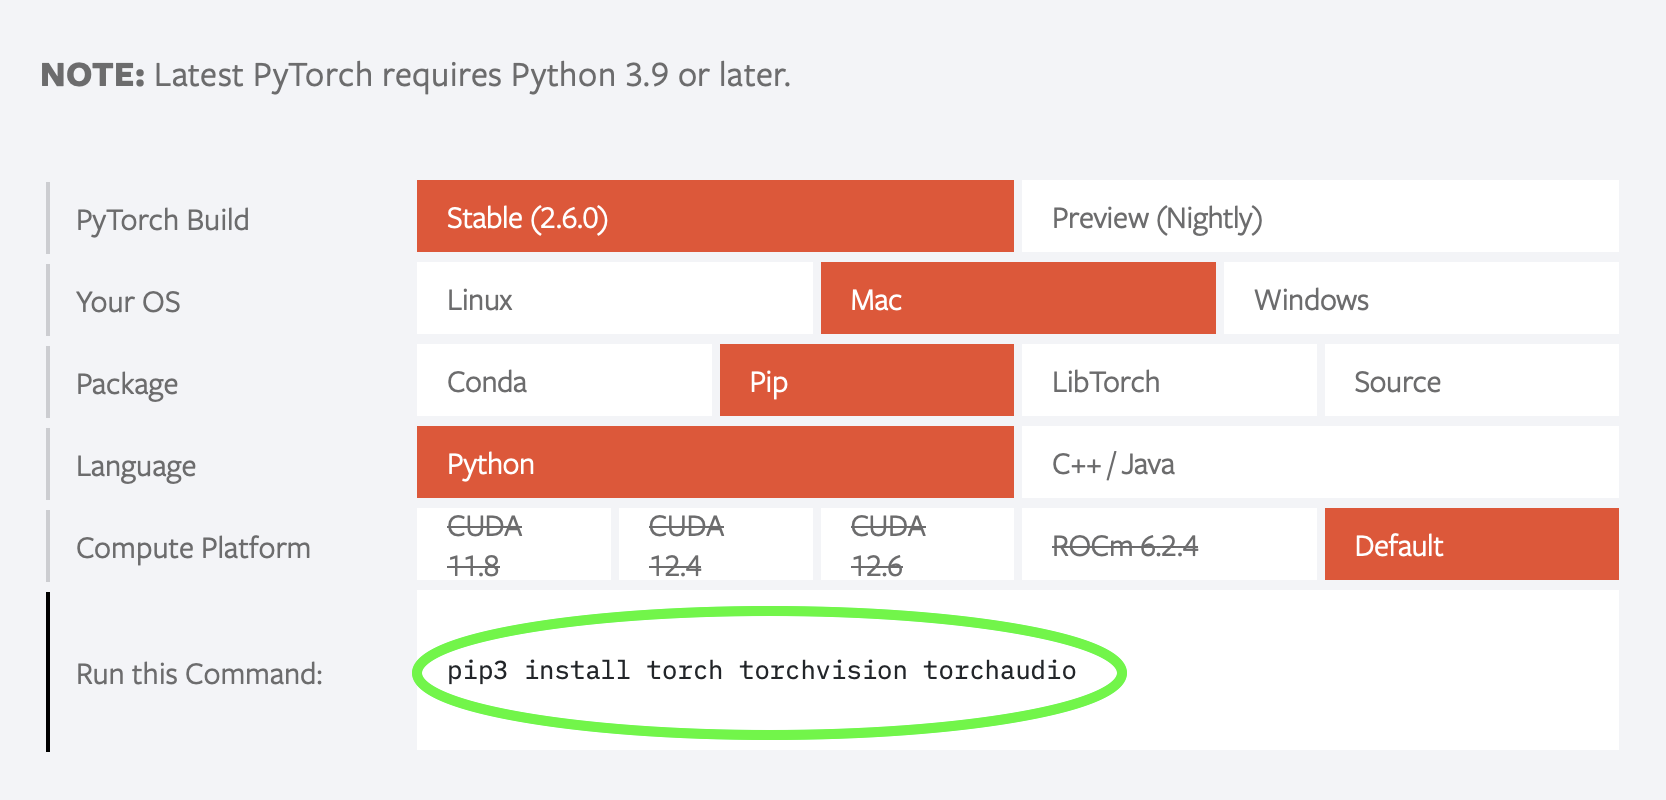 NOTE: Latest PyTorch requires Python 3.9 or later.
PyTorch Build
Stable (2.6.0)
Preview (Nightly)
Your OS
Linux
Mac
Windows
Package
Conda
Pip
LibTorch
Source
Language
Python
C++ / Java
Compute Platform
CUDA
11.8
CUDA
12.4
CUDA
12.6
ROCm 6.2.4
Default
Run this Command:
pip3 install torch torchvision torchaudio